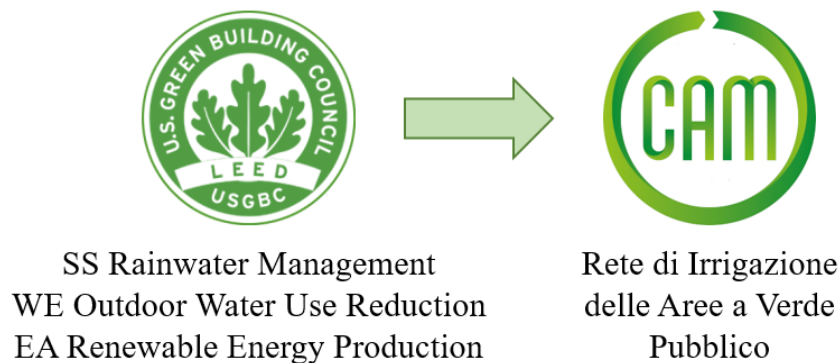 U.S. GREEN BUILDING COUNCIL
LEED
USGBC
CAM
SS Rainwater Management
WE Outdoor Water Use Reduction
EA Renewable Energy Production
Rete di Irrigazione
delle Aree a Verde
Pubblico